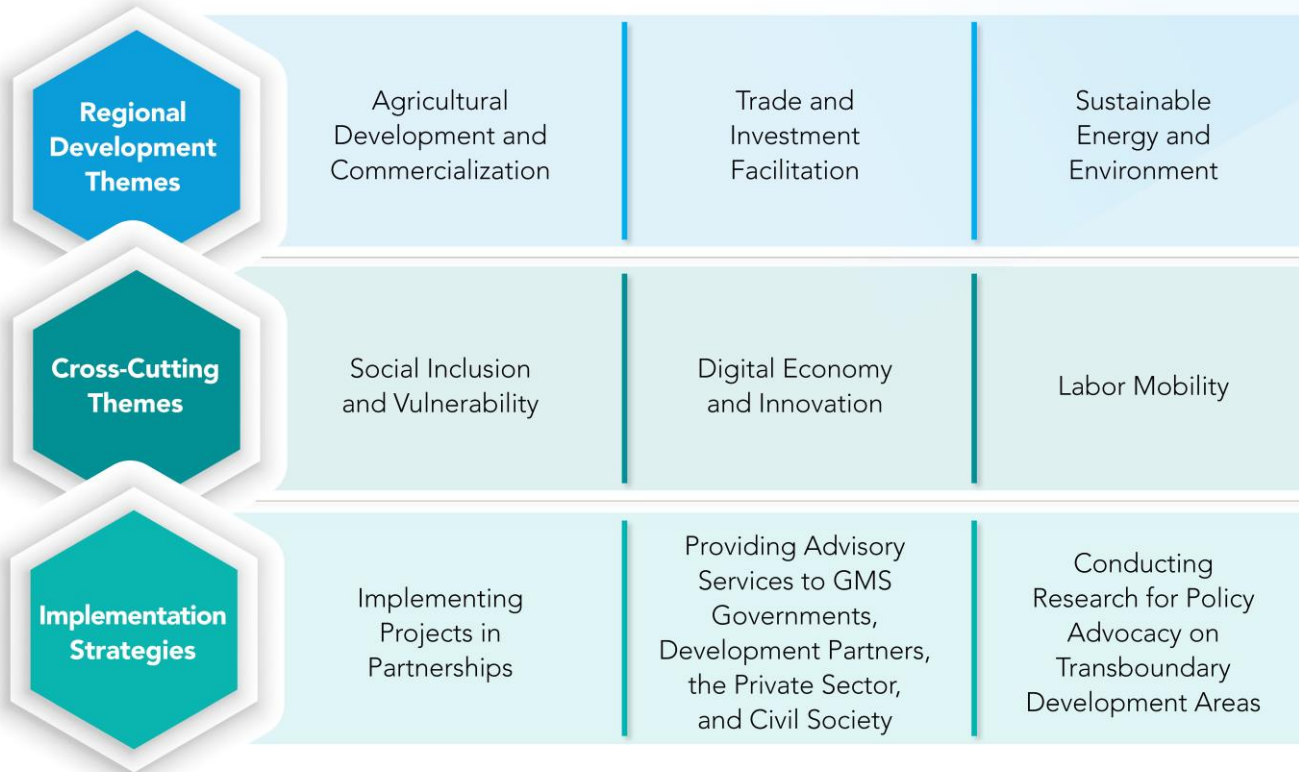 Regional
Development
Themes
Agricultural
Development and
Commercialization
Trade and
Investment
Facilitation
Sustainable
Energy and
Environment
Cross-Cutting
Themes
Social Inclusion
and Vulnerability
Digital Economy
and Innovation
Labor Mobility
Implementation
Strategies
Implementing
Projects in
Partnerships
Providing Advisory
Services to GMS
Governments,
Development Partners,
the Private Sector,
and Civil Society
Conducting
Research for Policy
Advocacy on
Transboundary
Development Areas